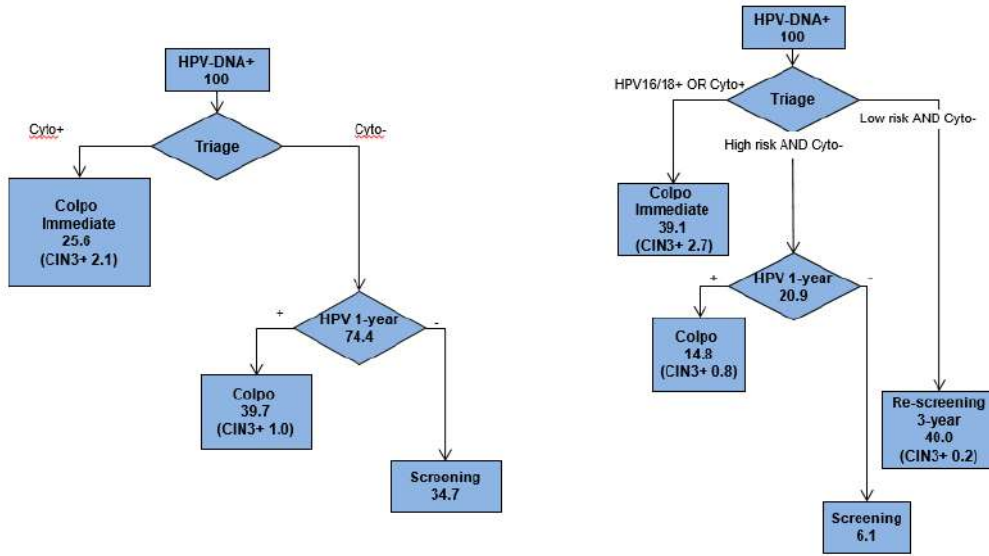 HPV-DNA+
100
Cyto+
Triage
Cyto-
Colpo
Immediate
25.6
(CIN3+ 2.1)
+
HPV 1-year
74.4
-
Colpo
39.7
(CIN3+ 1.0)
Screening
34.7
HPV-DNA+
100
HPV16/18+ OR Cyto+
Triage
Low risk AND Cyto-
High risk AND Cyto-
Colpo
Immediate
39.1
(CIN3+ 2.7)
+
HPV 1-year
20.9
-
Colpo
14.8
(CIN3+ 0.8)
Re-screening
3-year
40.0
(CIN3+ 0.2)
Screening
6.1